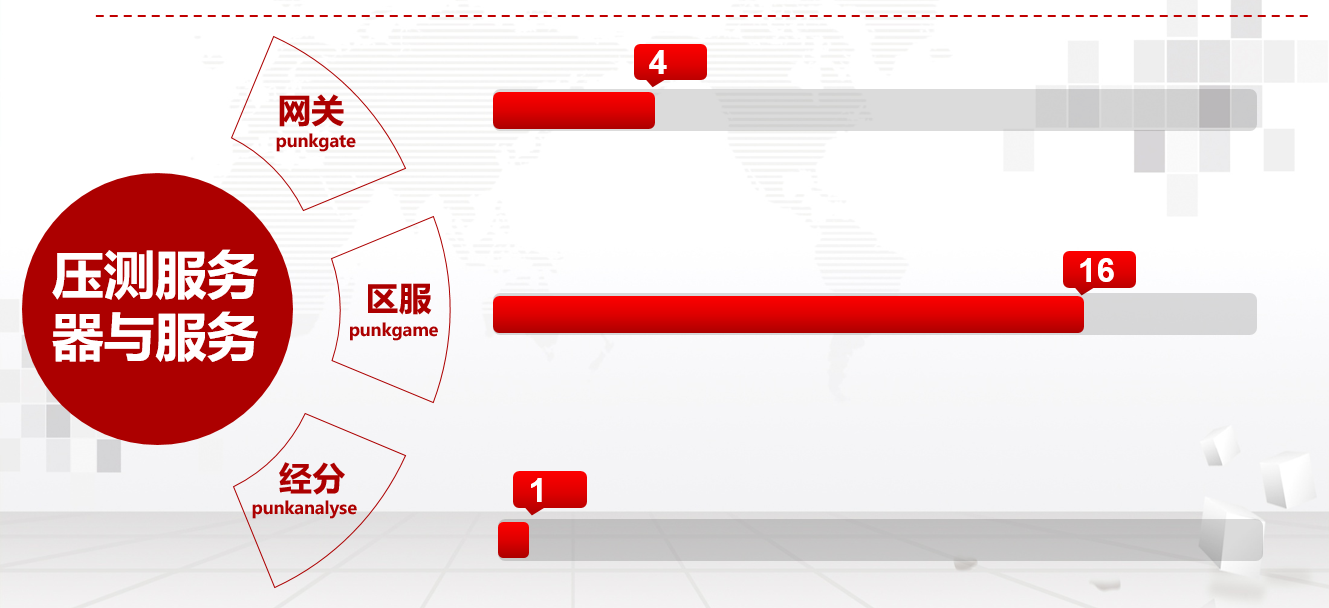 压测服务
器与服务
网关
punkgate
4
区服
punkgame
16
经分
punkanalyse
1